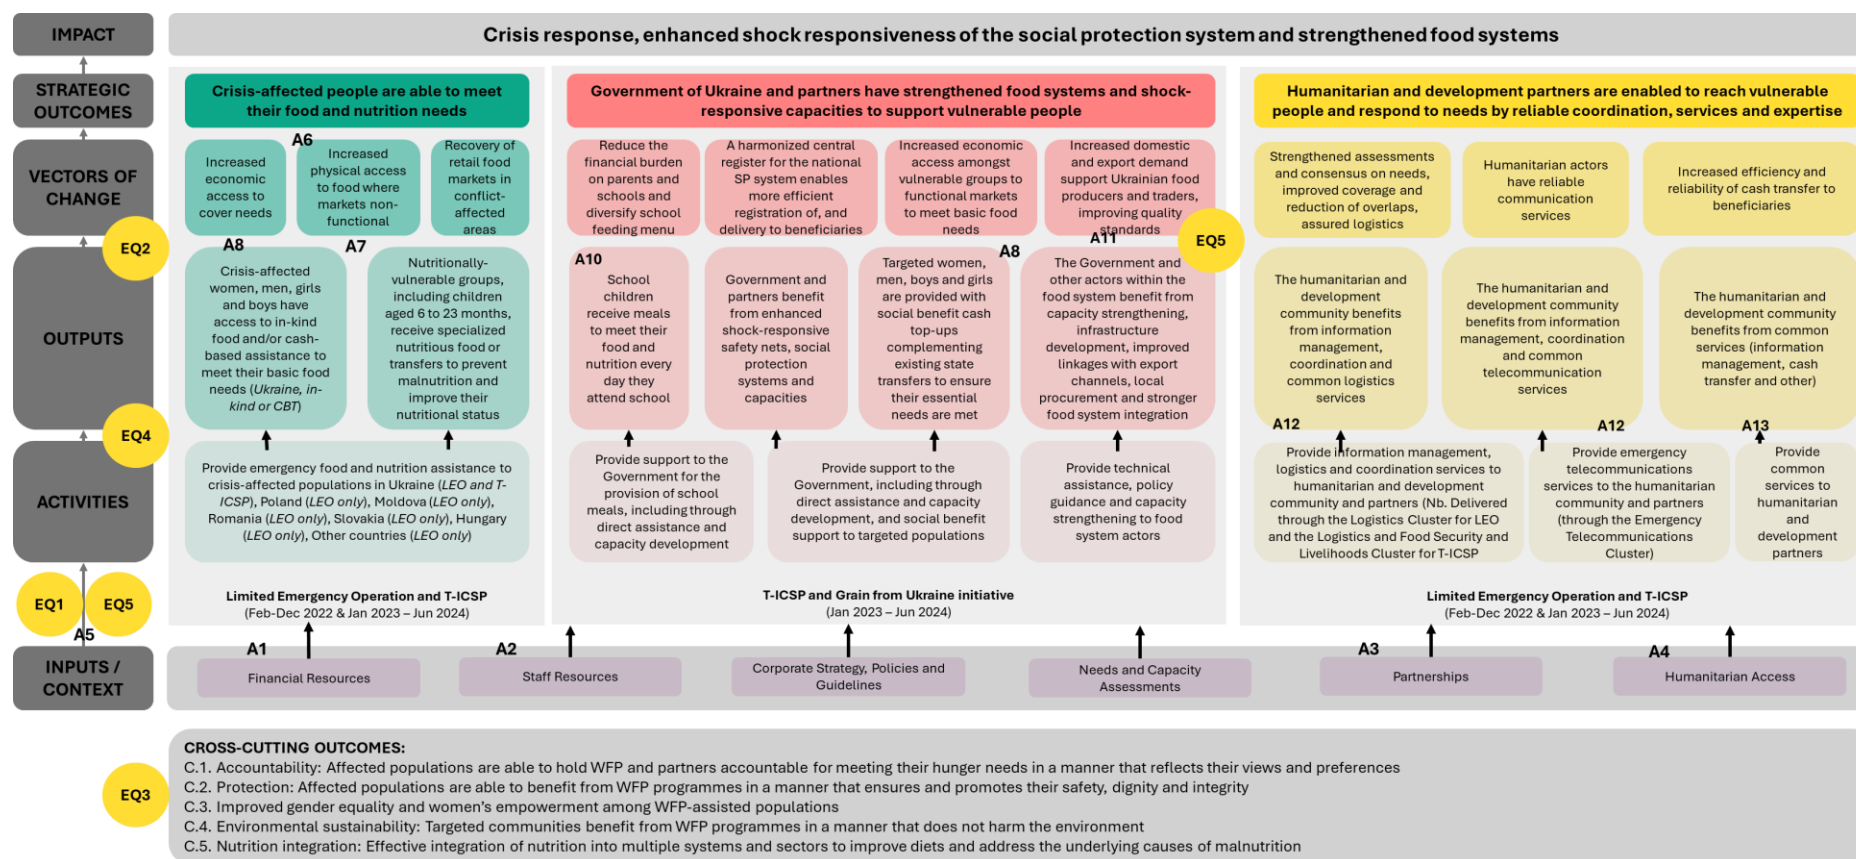 IMPACT
Crisis response, enhanced shock responsiveness of the social protection system and strengthened food systems
STRATEGIC
OUTCOMES
Crisis-affected people are able to meet
their food and nutrition needs
Government of Ukraine and partners have strengthened food systems and shock-
responsive capacities to support vulnerable people
Humanitarian and development partners are enabled to reach vulnerable
people and respond to needs by reliable coordination, services and expertise
VECTORS OF
CHANGE
A6
Increased
economic
access to
cover needs
Increased
physical access
to food where
markets non-
functional
Recovery of
retail food
markets in
conflict-
affected
areas
Reduce the
financial burden
on parents and
schools and
diversify school
feeding menu
A harmonized central
register for the national
SP system enables
more efficient
registration of, and
delivery to beneficiaries
Increased economic
access amongst
vulnerable groups to
functional markets
to meet basic food
needs
Increased domestic
and export demand
support Ukrainian food
producers and traders,
improving quality
standards
Strengthened assessments
and consensus on needs,
improved coverage and
reduction of overlaps,
assured logistics
Humanitarian actors
have reliable
communication
services
Increased efficiency and
reliability of cash transfer to
beneficiaries
EQ2
EQ5
OUTPUTS
A8
A7
A10
A8
A11
Crisis-affected
women, men, girls
and boys have
access to in-kind
food and/or cash-
based assistance to
meet their basic food
needs (Ukraine, in-
kind or CBT)
Nutritionally-
vulnerable groups,
including children
aged 6 to 23 months,
receive specialized
nutritious food or
transfers to prevent
malnutrition and
improve their
nutritional status
School
children
receive meals
to meet their
food and
nutrition every
day they
attend school
Government and
partners benefit
from enhanced
shock-responsive
safety nets, social
protection
systems and
capacities
Targeted women,
men, boys and girls
are provided with
social benefit cash
top-ups
complementing
existing state
transfers to ensure
their essential
needs are met
The Government and
other actors within the
food system benefit from
capacity strengthening,
infrastructure
development, improved
linkages with export
channels, local
procurement and stronger
food system integration
The humanitarian and
development
community benefits
from information
management,
coordination and
common logistics
services
The humanitarian and
development community
benefits from information
management, coordination
and common
telecommunication
services
The humanitarian and
development community
benefits from common
services (information
management, cash
transfer and other)
EQ4
A12
A12
A13
ACTIVITIES
Provide emergency food and nutrition assistance to
crisis-affected populations in Ukraine (LEO and T-
ICSP), Poland (LEO only), Moldova (LEO only),
Romania (LEO only), Slovakia (LEO only), Hungary
(LEO only), Other countries (LEO only)
Provide support to the
Government for the
provision of school
meals, including through
direct assistance and
capacity development
Provide support to the
Government, including through
direct assistance and capacity
development, and social benefit
support to targeted populations
Provide technical
assistance, policy
guidance and capacity
strengthening to food
system actors
Provide information management,
logistics and coordination services to
humanitarian and development
community and partners (Nb. Delivered
through the Logistics Cluster for LEO
and the Logistics and Food Security and
Livelihoods Cluster for T-ICSP
Provide emergency
telecommunications
services to the humanitarian
community and partners
(through the Emergency
Telecommunications
Cluster)
Provide
common
services to
humanitarian
and
development
partners
EQ1
EQ5
A5
Limited Emergency Operation and T-ICSP
(Feb-Dec 2022 & Jan 2023 – Jun 2024)
T-ICSP and Grain from Ukraine initiative
(Jan 2023 – Jun 2024)
Limited Emergency Operation and T-ICSP
(Feb-Dec 2022 & Jan 2023 – Jun 2024)
INPUTS /
CONTEXT
A1
Financial Resources
A2
Staff Resources
Corporate Strategy, Policies and
Guidelines
Needs and Capacity
Assessments
A3
Partnerships
A4
Humanitarian Access
EQ3
CROSS-CUTTING OUTCOMES:
C.1. Accountability: Affected populations are able to hold WFP and partners accountable for meeting their hunger needs in a manner that reflects their views and preferences
C.2. Protection: Affected populations are able to benefit from WFP programmes in a manner that ensures and promotes their safety, dignity and integrity
C.3. Improved gender equality and women's empowerment among WFP-assisted populations
C.4. Environmental sustainability: Targeted communities benefit from WFP programmes in a manner that does not harm the environment
C.5. Nutrition integration: Effective integration of nutrition into multiple systems and sectors to improve diets and address the underlying causes of malnutrition